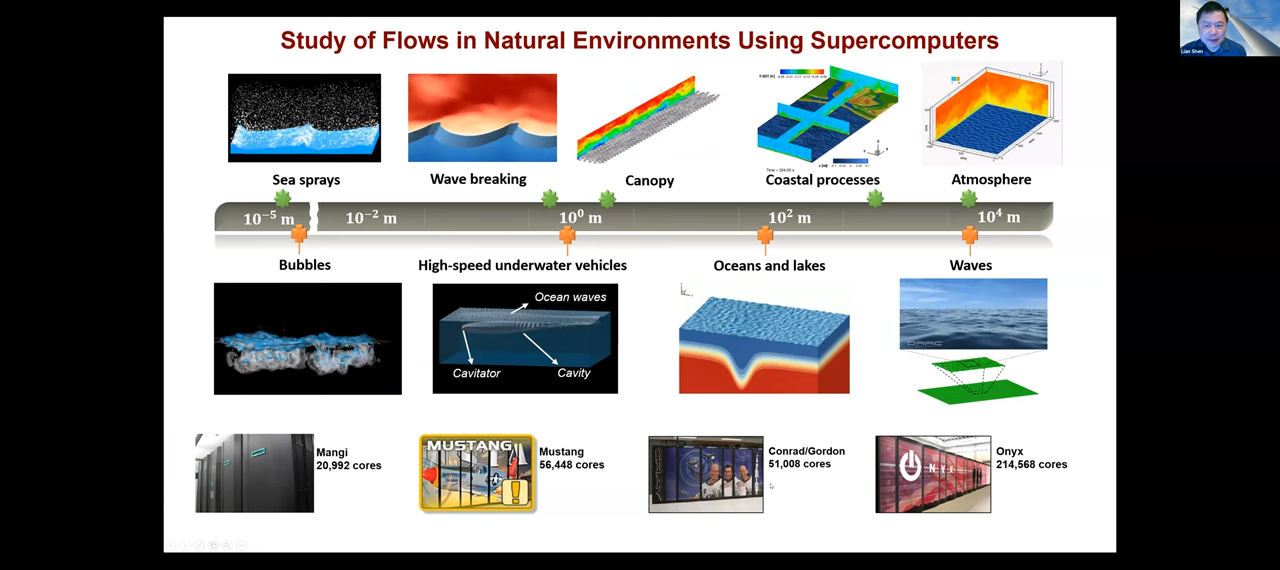 Lian Shen
Study of Flows in Natural Environments Using Supercomputers
Sea sprays
Wave breaking
Canopy
Coastal processes
Atmosphere
10⁻⁵ m
10⁻² m
10⁰ m
10² m
10⁴ m
Bubbles
High-speed underwater vehicles
Oceans and lakes
Waves
Ocean waves
Cavitator
Cavity
Mangi
20,992 cores
MUSTANG
Mustang
56,448 cores
Conrad/Gordon
51,008 cores
ONYX
Onyx
214,568 cores